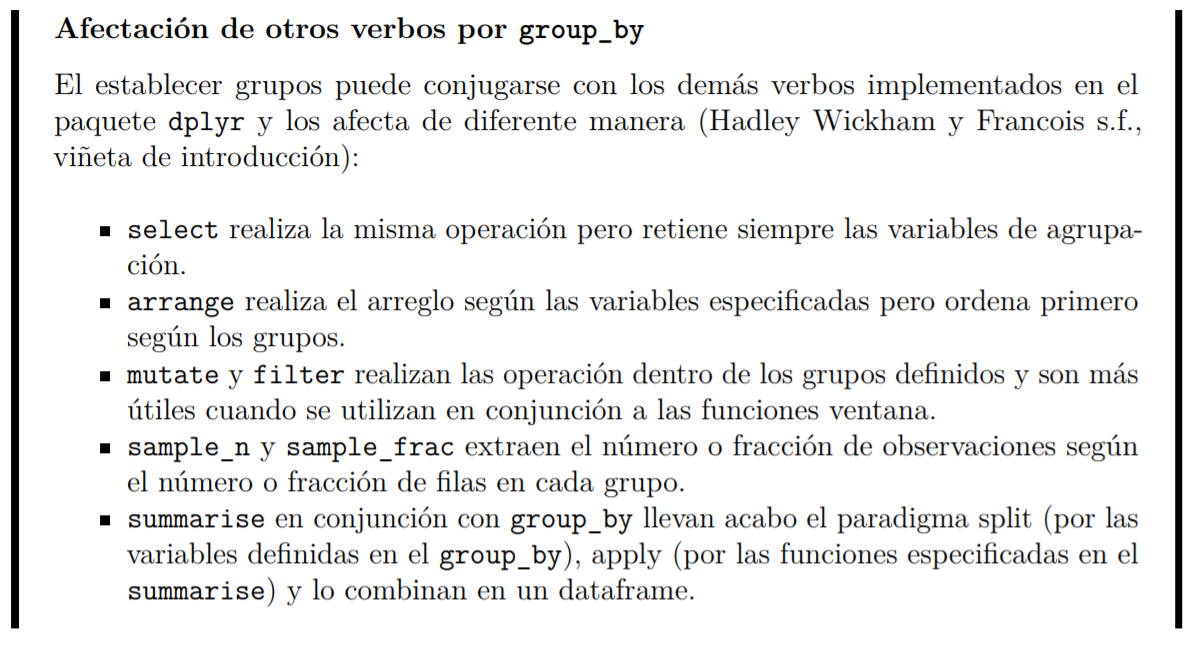 Afectación de otros verbos por group_by
El establecer grupos puede conjugarse con los demás verbos implementados en el
paquete dplyr y los afecta de diferente manera (Hadley Wickham y Francois s.f.,
viñeta de introducción):
▪ select realiza la misma operación pero retiene siempre las variables de agrupa-
ción.
▪ arrange realiza el arreglo según las variables especificadas pero ordena primero
según los grupos.
▪ mutate y filter realizan las operación dentro de los grupos definidos y son más
útiles cuando se utilizan en conjunción a las funciones ventana.
▪ sample_n y sample_frac extraen el número o fracción de observaciones según
el número o fracción de filas en cada grupo.
▪ summarise en conjunción con group_by llevan acabo el paradigma split (por las
variables definidas en el group_by), apply (por las funciones especificadas en el
summarise) y lo combinan en un dataframe.